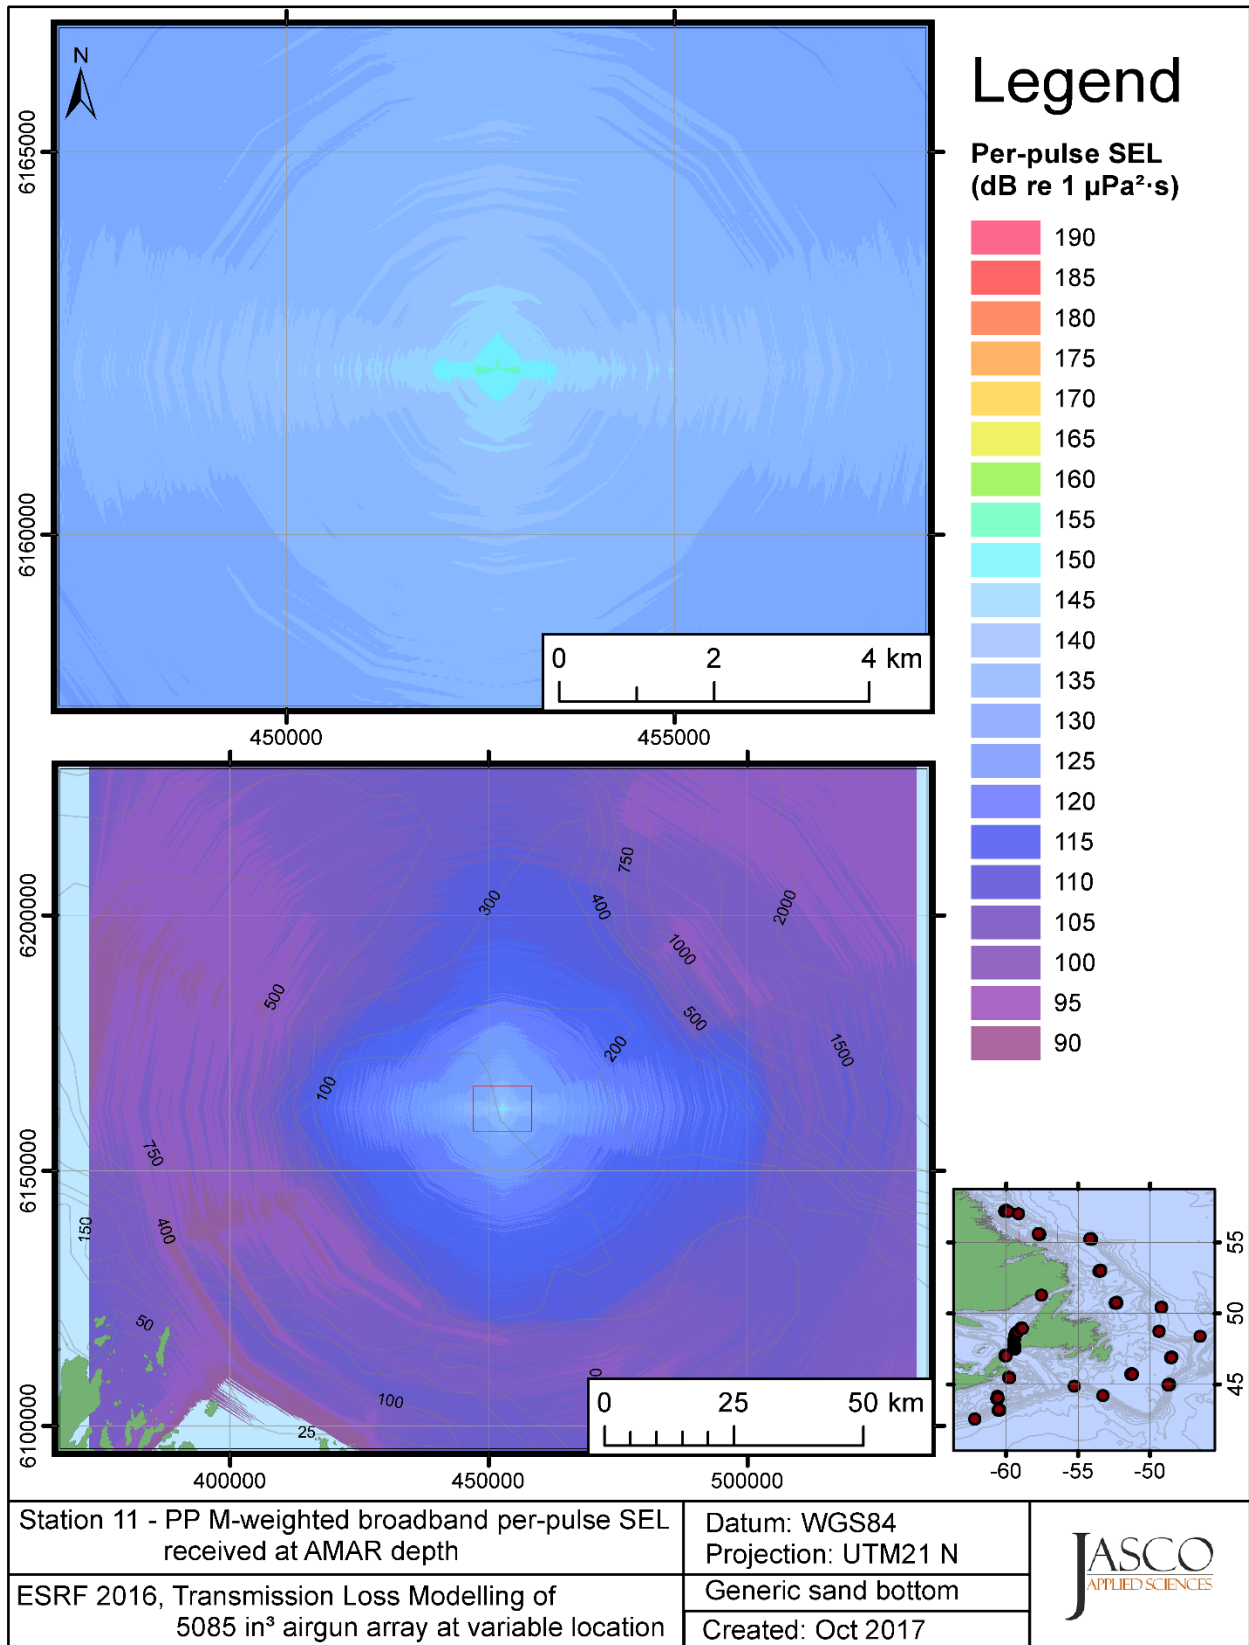 N
6165000
6160000
0 2 4 km
450000 455000
Legend
Per-pulse SEL
(dB re 1 µPa²·s)
190
185
180
175
170
165
160
155
150
145
140
135
130
125
120
115
110
105
100
95
90
6200000
6150000
6100000
300
750
400
2000
1000
500
500
200
1500
100
750
400
150
50
100
25
0
0 25 50 km
400000 450000 500000
55
50
45
-60 -55 -50
Station 11 - PP M-weighted broadband per-pulse SEL
received at AMAR depth
ESRF 2016, Transmission Loss Modelling of
5085 in³ airgun array at variable location
Datum: WGS84
Projection: UTM21 N
Generic sand bottom
Created: Oct 2017
JASCO
APPLIED SCIENCES